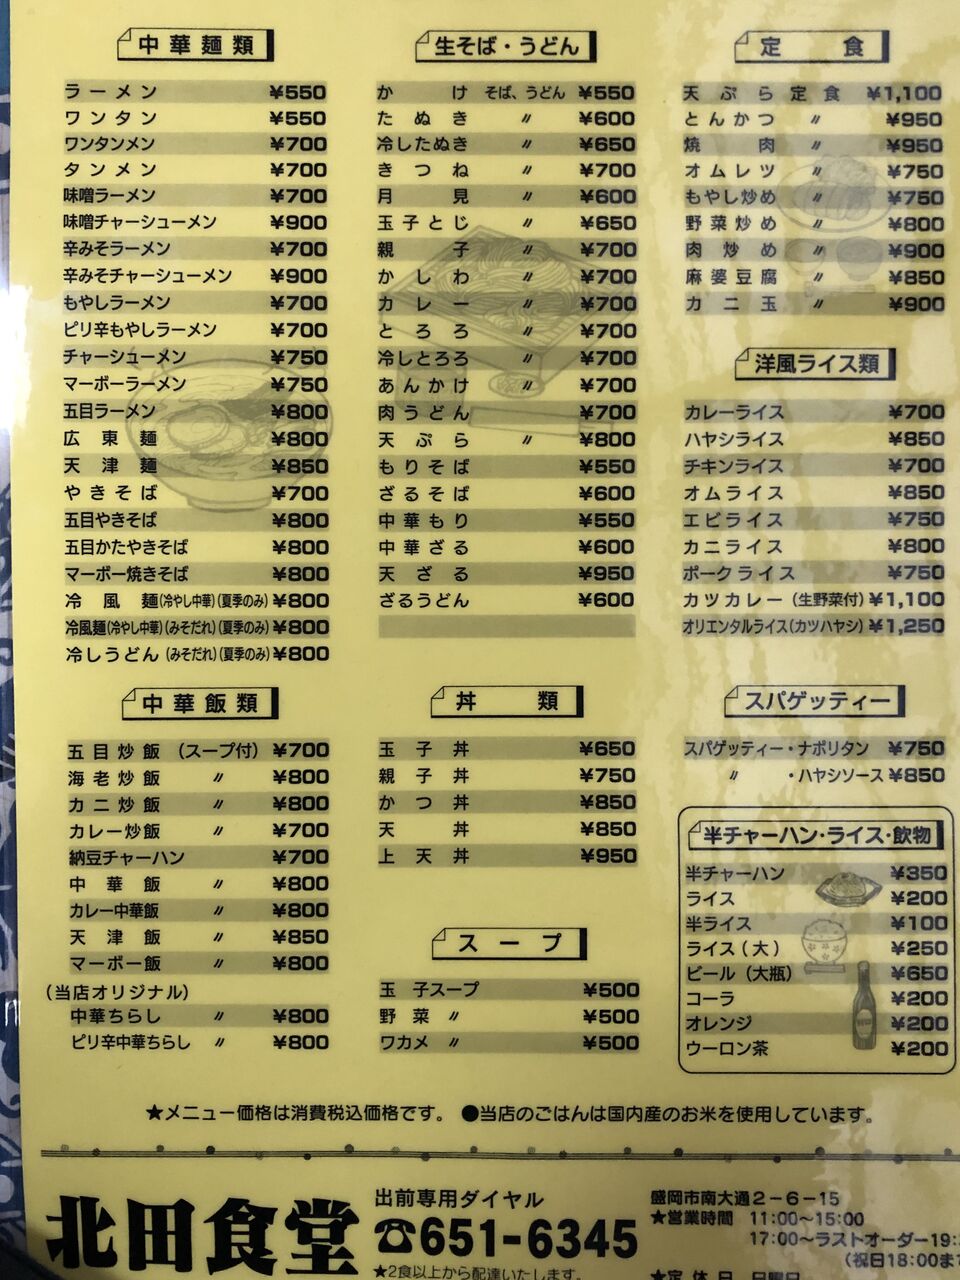 中華麺類
ラーメン ¥550
ワンタン ¥550
ワンタンメン ¥700
タンメン ¥700
味噌ラーメン ¥700
味噌チャーシューメン ¥900
辛みそラーメン ¥700
辛みそチャーシューメン ¥900
もやしラーメン ¥700
ピリ辛もやしラーメン ¥700
チャーシューメン ¥750
マーボーラーメン ¥750
五目ラーメン ¥800
広東麺 ¥800
天津麺 ¥850
やきそば ¥700
五目やきそば ¥800
五目かたやきそば ¥800
マーボー焼きそば ¥800
冷風麺(冷やし中華)(夏季のみ) ¥800
冷風麺(冷やし中華)(みそだれ)(夏季のみ) ¥800
冷しうどん(みそだれ)(夏季のみ) ¥800
中華飯類
五目炒飯 (スープ付) ¥700
海老炒飯 〃 ¥800
カニ炒飯 〃 ¥800
カレー炒飯 〃 ¥700
納豆チャーハン ¥700
中華飯 〃 ¥800
カレー中華飯 〃 ¥800
天津飯 〃 ¥850
マーボー飯 〃 ¥800
(当店オリジナル)
中華ちらし 〃 ¥800
ピリ辛中華ちらし 〃 ¥800
生そば・うどん
かけ そば、うどん ¥550
たぬき 〃 ¥600
冷したぬき 〃 ¥650
きつね 〃 ¥700
月見 〃 ¥600
玉子とじ 〃 ¥650
親子 〃 ¥700
かしわ 〃 ¥700
カレー 〃 ¥700
とろろ 〃 ¥700
冷しとろろ 〃 ¥700
あんかけ 〃 ¥700
肉うどん ¥700
天ぷら 〃 ¥800
もりそば ¥550
ざるそば ¥600
中華もり ¥550
中華ざる ¥600
天ざる ¥950
ざるうどん ¥600
丼類
玉子丼 ¥650
親子丼 ¥750
かつ丼 ¥850
天丼 ¥850
上天丼 ¥950
スープ
玉子スープ ¥500
野菜 〃 ¥500
ワカメ 〃 ¥500
定食
天ぷら定食 ¥1,100
とんかつ 〃 ¥950
焼肉 〃 ¥950
オムレツ 〃 ¥750
もやし炒め 〃 ¥750
野菜炒め 〃 ¥800
肉炒め 〃 ¥900
麻婆豆腐 〃 ¥850
カニ玉 〃 ¥900
洋風ライス類
カレーライス ¥700
ハヤシライス ¥850
チキンライス ¥700
オムライス ¥850
エビライス ¥750
カニライス ¥800
ポークライス ¥750
カツカレー(生野菜付) ¥1,100
オリエンタルライス(カツハヤシ) ¥1,250
スパゲッティー
スパゲッティー・ナポリタン ¥750
〃 ・ハヤシソース ¥850
半チャーハン・ライス・飲物
半チャーハン ¥350
ライス ¥200
半ライス ¥100
ライス(大) ¥250
ビール(大瓶) ¥650
コーラ ¥200
オレンジ ¥200
ウーロン茶 ¥200
★メニュー価格は消費税込価格です。 ●当店のごはんは国内産のお米を使用しています。
北田食堂
出前専用ダイヤル
☎651-6345
★2食以上から配達いたします。
盛岡市南大通2-6-15
★営業時間 11:00~15:00
17:00~ラストオーダー19:
(祝日18:00ま
★定休日 日曜日